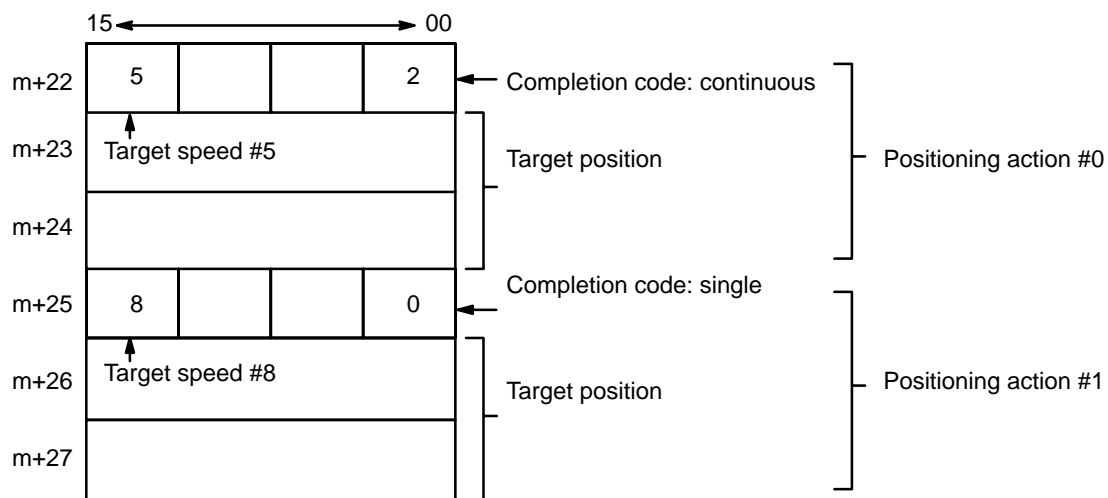 15 00
m+22 5 2 Completion code: continuous
m+23 Target speed #5 Target position Positioning action #0
m+24
m+25 8 0 Completion code: single
m+26 Target speed #8 Target position Positioning action #1
m+27